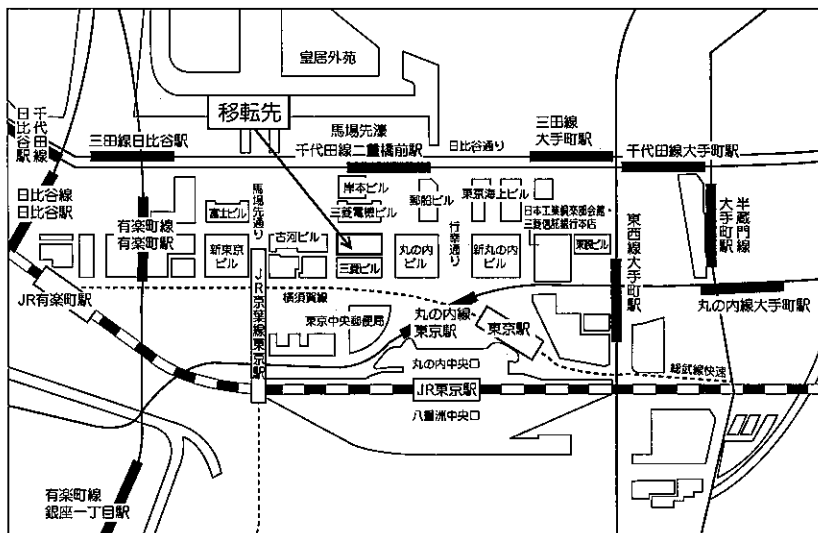 皇居外苑
移転先
馬場先濠
日比谷通り
千代田線
日比谷駅
三田線日比谷駅
千代田線二重橋前駅
三田線
大手町駅
千代田線大手町駅
日比谷線
日比谷駅
有楽町線
有楽町駅
馬場先通り
富士ビル
岸本ビル
三菱電機ビル
郵船ビル
東京海上ビル
行幸通り
日本工業倶楽部会館・
三菱信託銀行本店
東銀ビル
東西線大手町駅
半蔵門線
大手町駅
新東京
ビル
古河ビル
三菱ビル
丸の内
ビル
新丸の内
ビル
JR有楽町駅
JR京葉線東京駅
横須賀線
東京中央郵便局
丸の内線
東京駅
東京駅
丸の内線大手町駅
丸の内中央口
総武線快速
JR東京駅
八重洲中央口
有楽町線
銀座一丁目駅